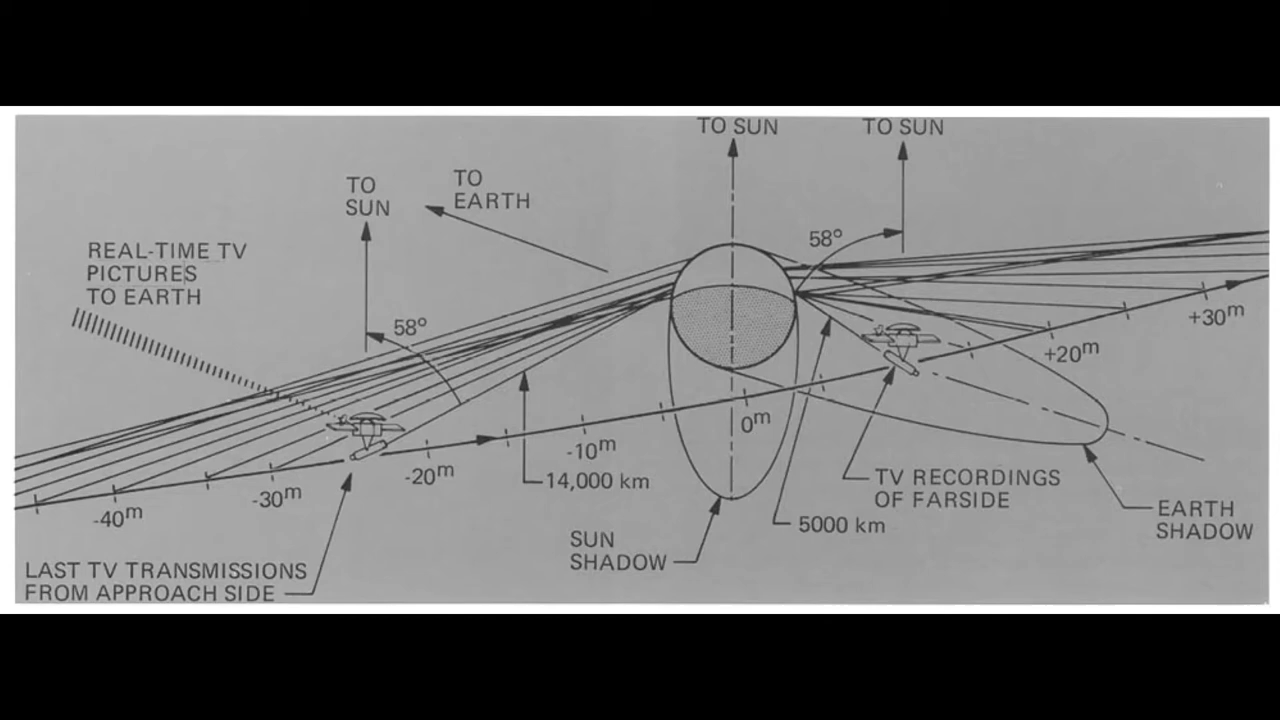 TO SUN
TO SUN
TO
SUN
TO
EARTH
REAL-TIME TV
PICTURES
TO EARTH
58°
58°
+30m
+20m
0m
-10m
-20m
-30m
-40m
14,000 km
5000 km
TV RECORDINGS
OF FARSIDE
EARTH
SHADOW
SUN
SHADOW
LAST TV TRANSMISSIONS
FROM APPROACH SIDE